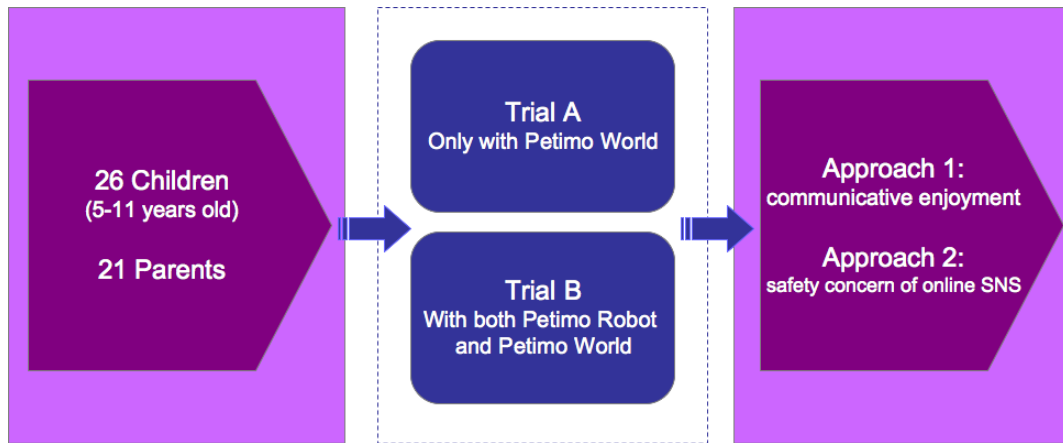 26 Children
(5-11 years old)
21 Parents
Trial A
Only with Petimo World
Trial B
With both Petimo Robot
and Petimo World
Approach 1:
communicative enjoyment
Approach 2:
safety concern of online SNS